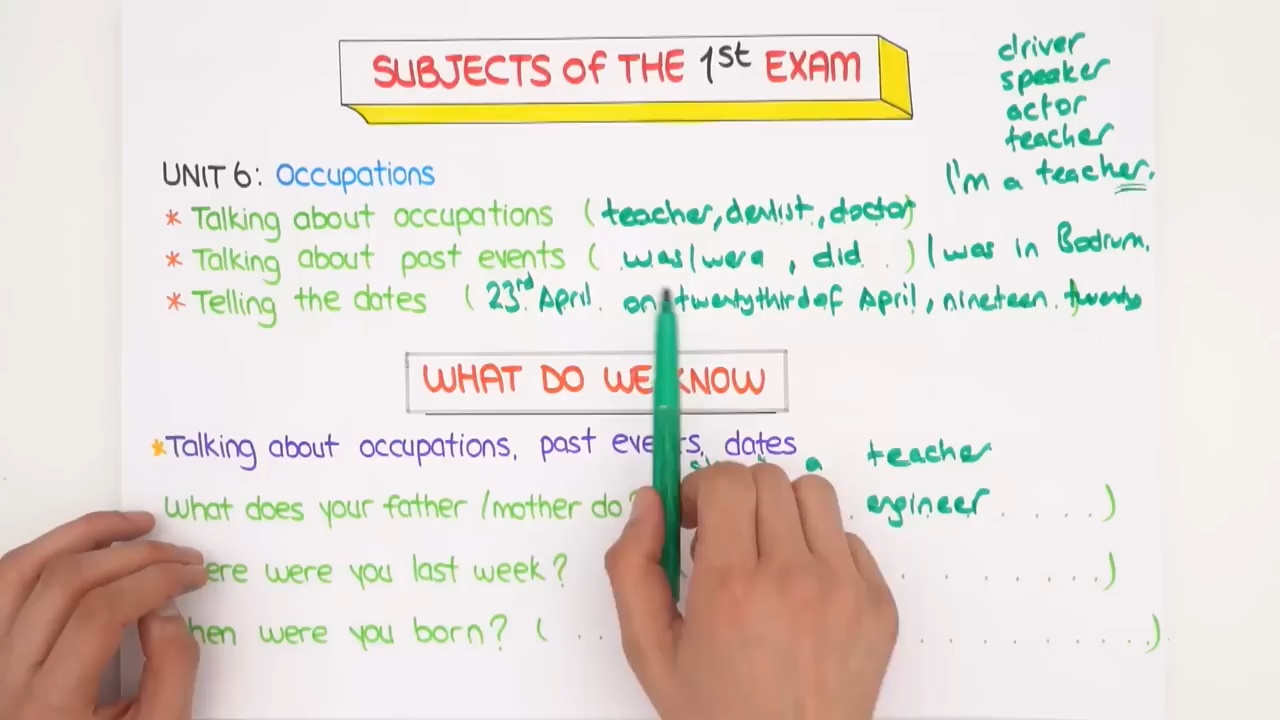 SUBJECTS Of THE 1st EXAM
driver
speaker
actor
teacher
I'm a teacher.
UNIT 6: Occupations
* Talking about occupations (teacher, dentist, doctor)
* Talking about past events ( was/were , did . ) I was in Bodrum.
* Telling the dates ( 23rd April. on twentythird of April, nineteen twenty)
WHAT DO WE KNOW
*Talking about occupations, past events, dates
a teacher
What does your father /mother do? engineer . . . . . )
ere were you last week? . . . . . . . . )
hen were you born? ( . . . . . . . . . . . . )